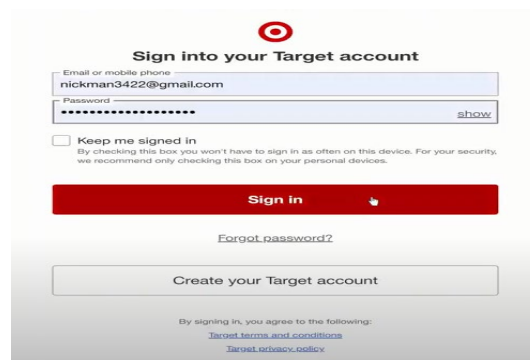 Sign into your Target account
Email or mobile phone
nickman3422@gmail.com
Password
••••••••••••••••••
show
Keep me signed in
By checking this box you won't have to sign in as often on this device. For your security,
we recommend only checking this box on your personal devices.
Sign in
Forgot password?
Create your Target account
By signing in, you agree to the following:
Target terms and conditions
Target privacy policy